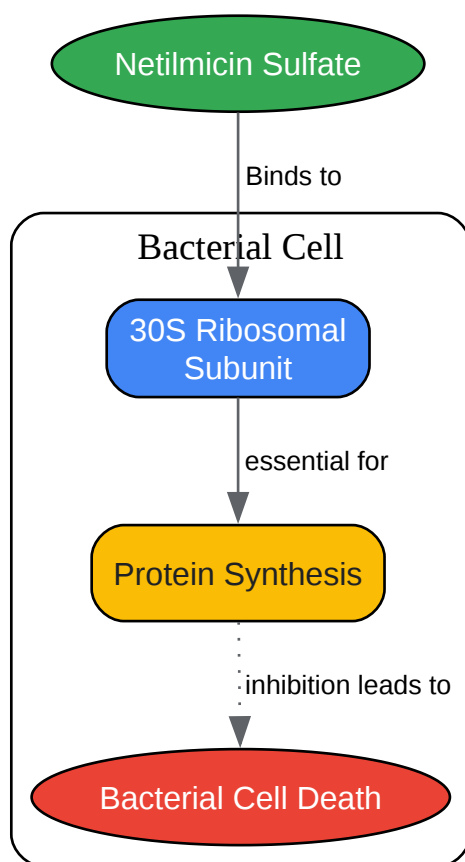 Netilmicin Sulfate
Binds to
Bacterial Cell
30S Ribosomal
Subunit
essential for
Protein Synthesis
inhibition leads to
Bacterial Cell Death